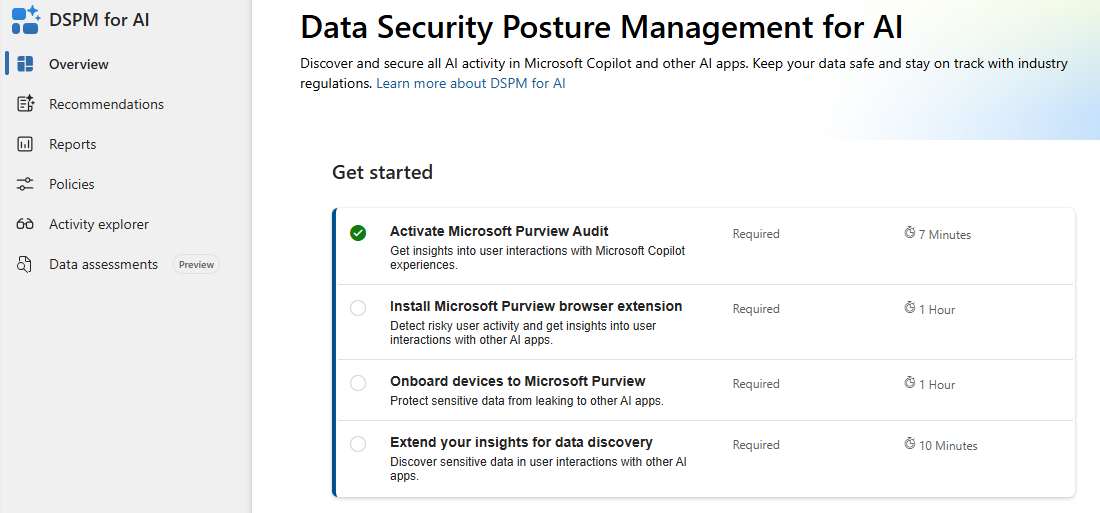 DSPM for AI
Overview
Recommendations
Reports
Policies
Activity explorer
Data assessments Preview
Data Security Posture Management for AI
Discover and secure all AI activity in Microsoft Copilot and other AI apps. Keep your data safe and stay on track with industry
regulations. Learn more about DSPM for AI
Get started
Activate Microsoft Purview Audit
Get insights into user interactions with Microsoft Copilot
experiences.
Required
7 Minutes
Install Microsoft Purview browser extension
Detect risky user activity and get insights into user
interactions with other AI apps.
Required
1 Hour
Onboard devices to Microsoft Purview
Protect sensitive data from leaking to other AI apps.
Required
1 Hour
Extend your insights for data discovery
Discover sensitive data in user interactions with other AI
apps.
Required
10 Minutes